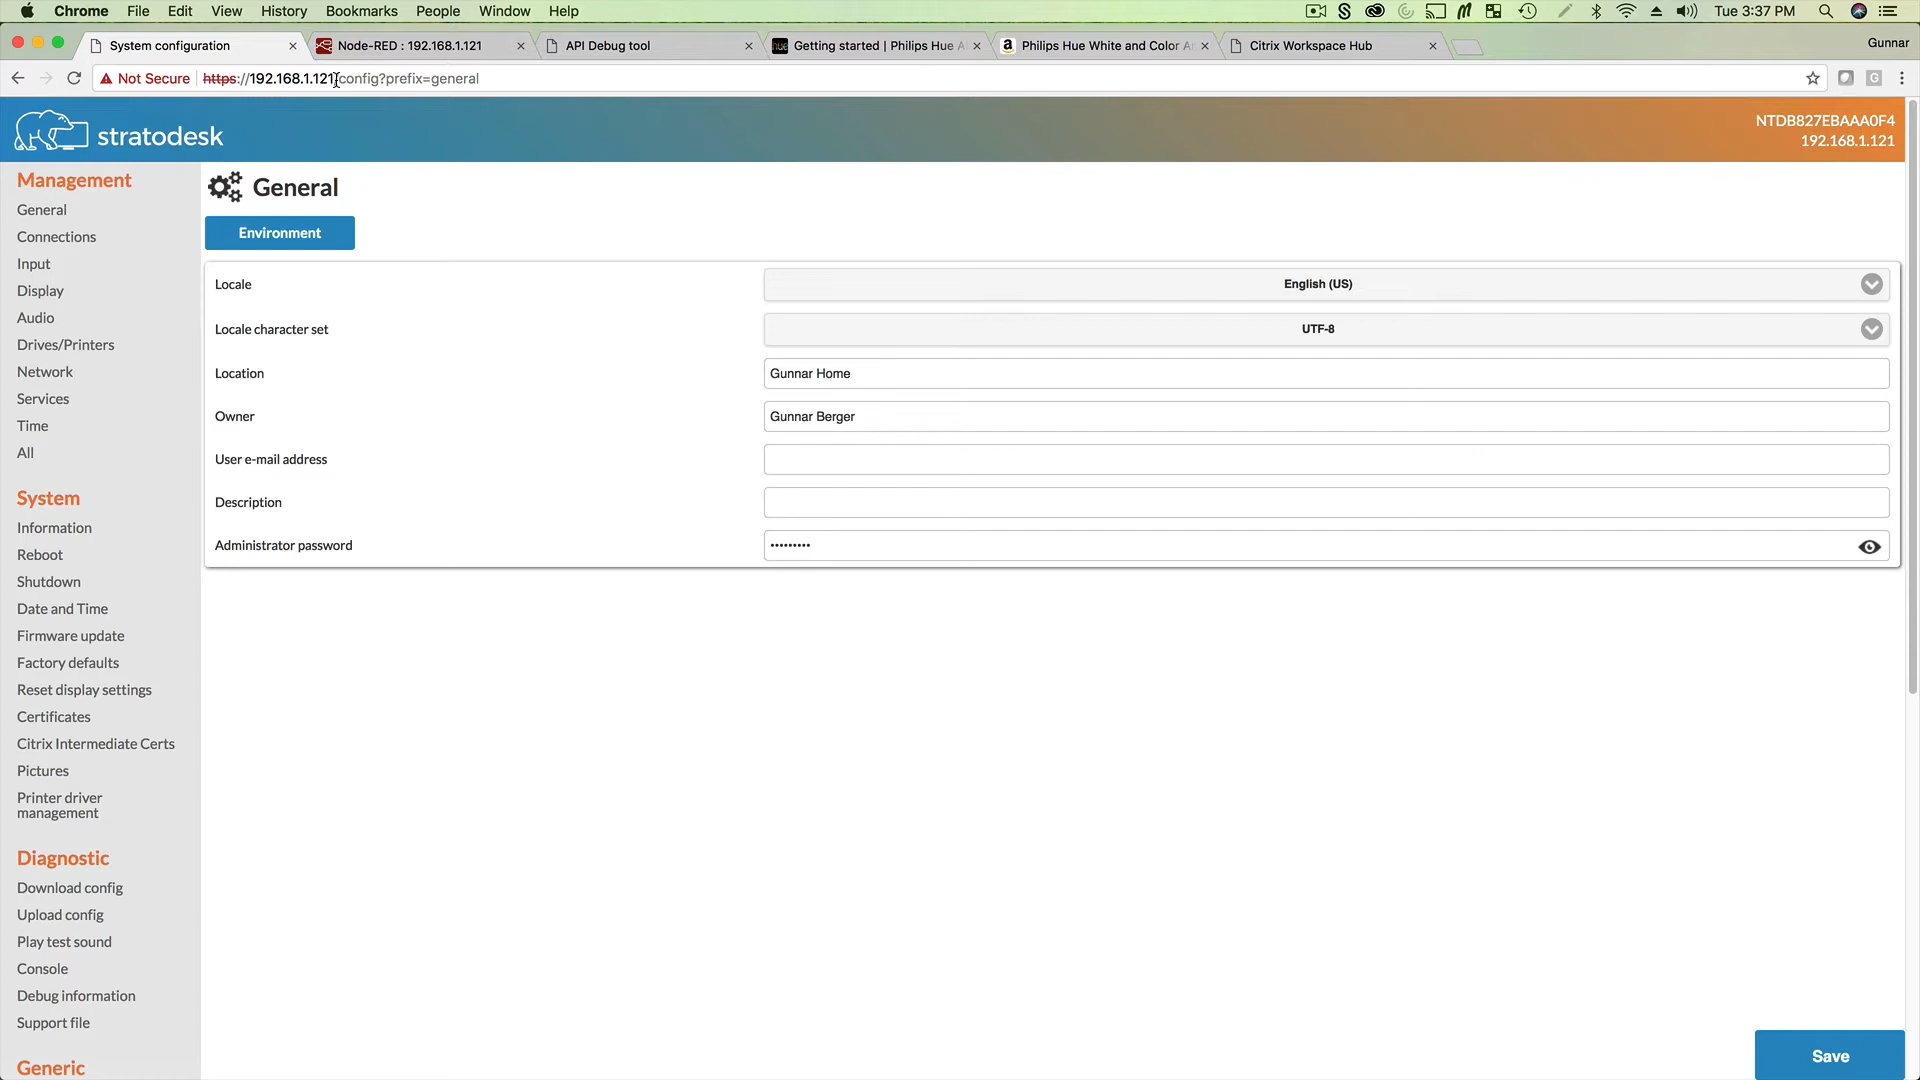 Chrome File Edit View History Bookmarks People Window Help Tue 3:37 PM
System configuration Node-RED : 192.168.1.121 API Debug tool Getting started | Philips Hue A Philips Hue White and Color A Citrix Workspace Hub Gunnar
Not Secure https://192.168.1.121/config?prefix=general
stratodesk
NTDB827EBAAA0F4
192.168.1.121
Management
General
Connections
Input
Display
Audio
Drives/Printers
Network
Services
Time
All
System
Information
Reboot
Shutdown
Date and Time
Firmware update
Factory defaults
Reset display settings
Certificates
Citrix Intermediate Certs
Pictures
Printer driver
management
Diagnostic
Download config
Upload config
Play test sound
Console
Debug information
Support file
Generic
General
Environment
Locale English (US)
Locale character set UTF-8
Location Gunnar Home
Owner Gunnar Berger
User e-mail address
Description
Administrator password •••••••••
Save